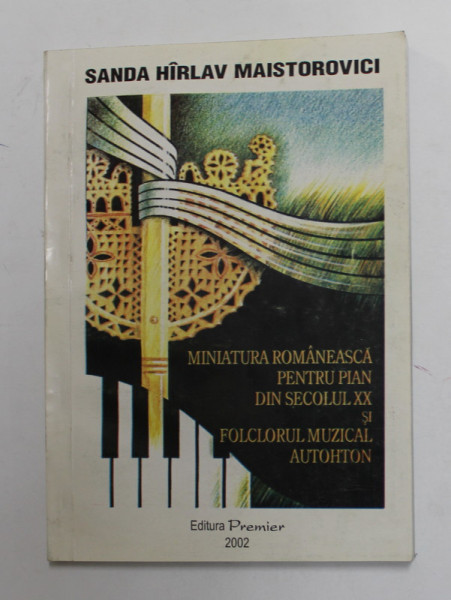 SANDA HÎRLAV MAISTOROVICI
MINIATURA ROMÂNEASCĂ
PENTRU PIAN
DIN SECOLUL XX
ȘI
FOLCLORUL MUZICAL
AUTOHTON
Editura Premier
2002